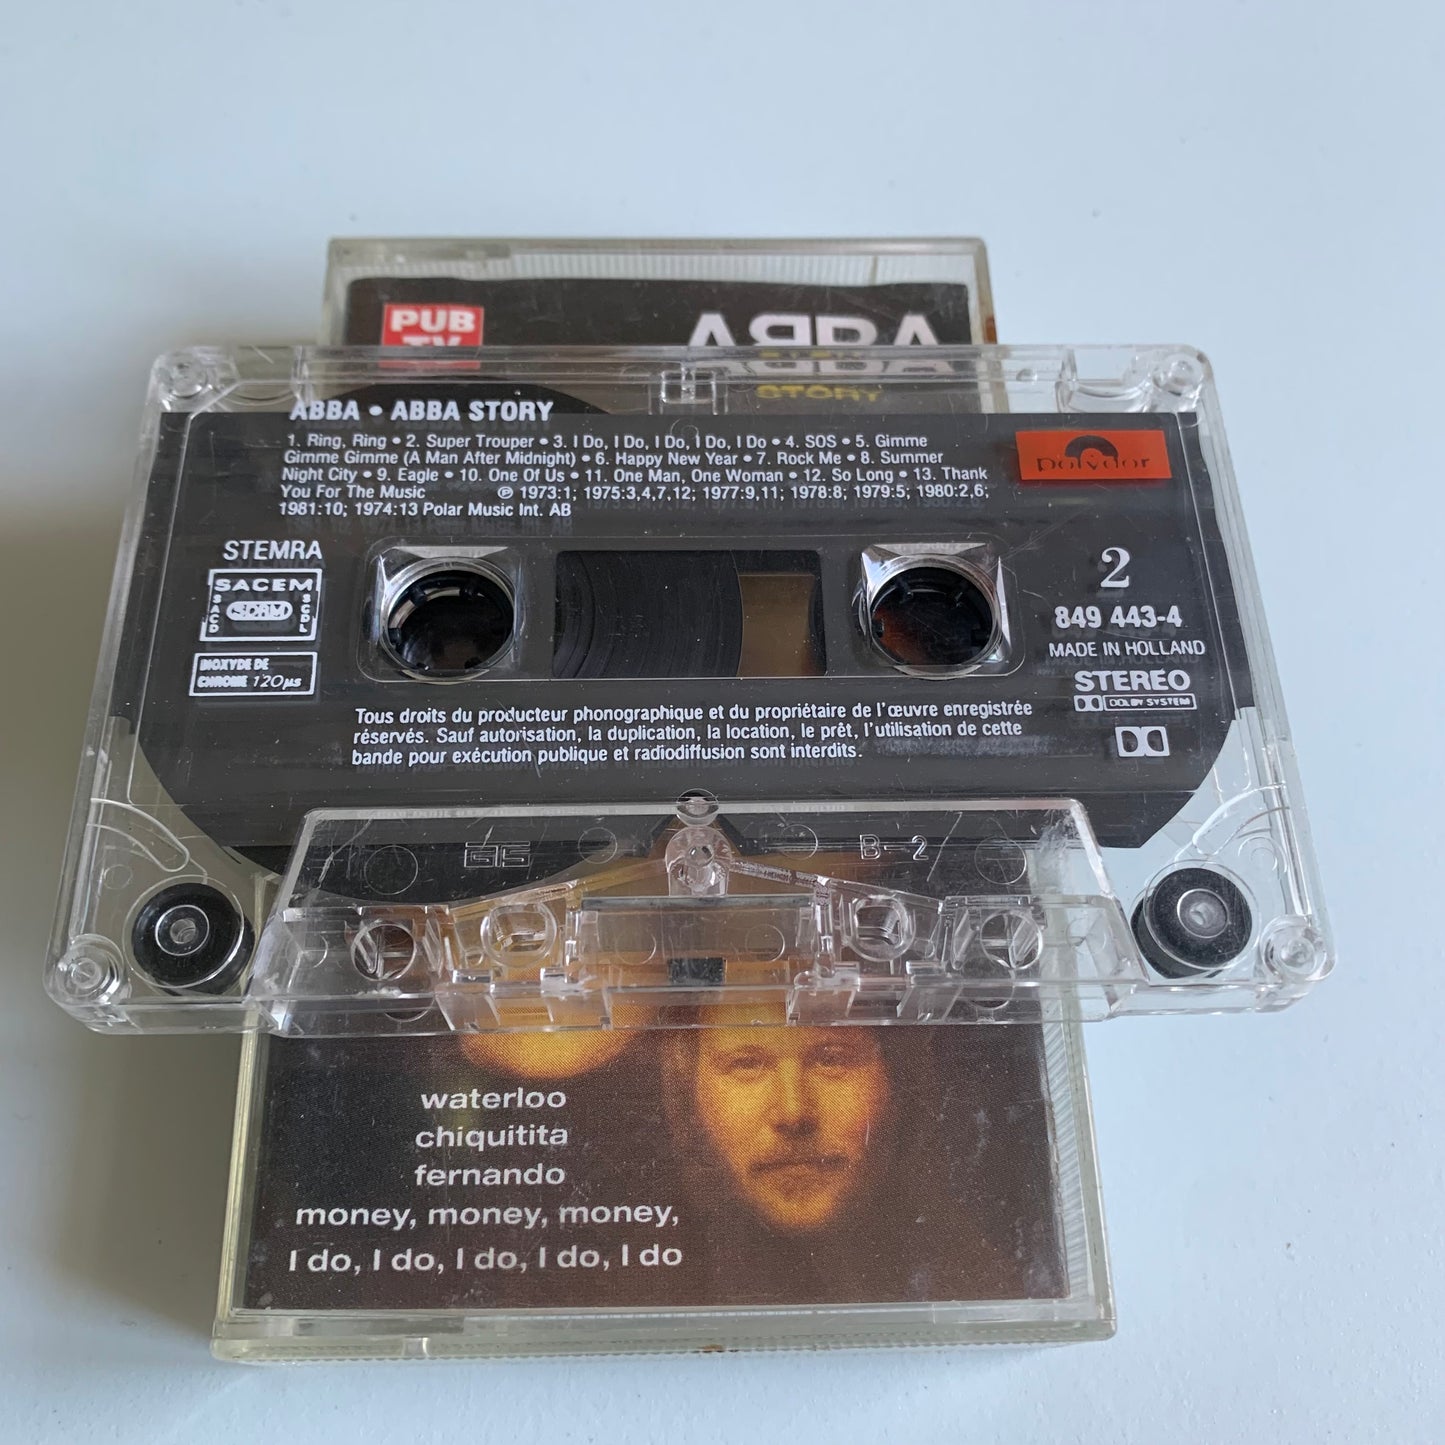 PUB
TV
ABBA
STORY
ABBA • ABBA STORY
1. Ring, Ring • 2. Super Trouper • 3. I Do, I Do, I Do, I Do, I Do • 4. SOS • 5. Gimme
Gimme Gimme (A Man After Midnight) • 6. Happy New Year • 7. Rock Me • 8. Summer
Night City • 9. Eagle • 10. One Of Us • 11. One Man, One Woman • 12. So Long • 13. Thank
You For The Music ℗ 1973:1; 1975:3,4,7,12; 1977:9,11; 1978:8; 1979:5; 1980:2,6;
1981:10; 1974:13 Polar Music Int. AB
polydor
STEMRA
SACEM
SACD
SDRM
SCDL
BIOXYDE DE
CHROME 120µs
2
849 443-4
MADE IN HOLLAND
STEREO
DOLBY SYSTEM
Tous droits du producteur phonographique et du propriétaire de l'œuvre enregistrée
réservés. Sauf autorisation, la duplication, la location, le prêt, l'utilisation de cette
bande pour exécution publique et radiodiffusion sont interdits.
B-2
waterloo
chiquitita
fernando
money, money, money,
I do, I do, I do, I do, I do